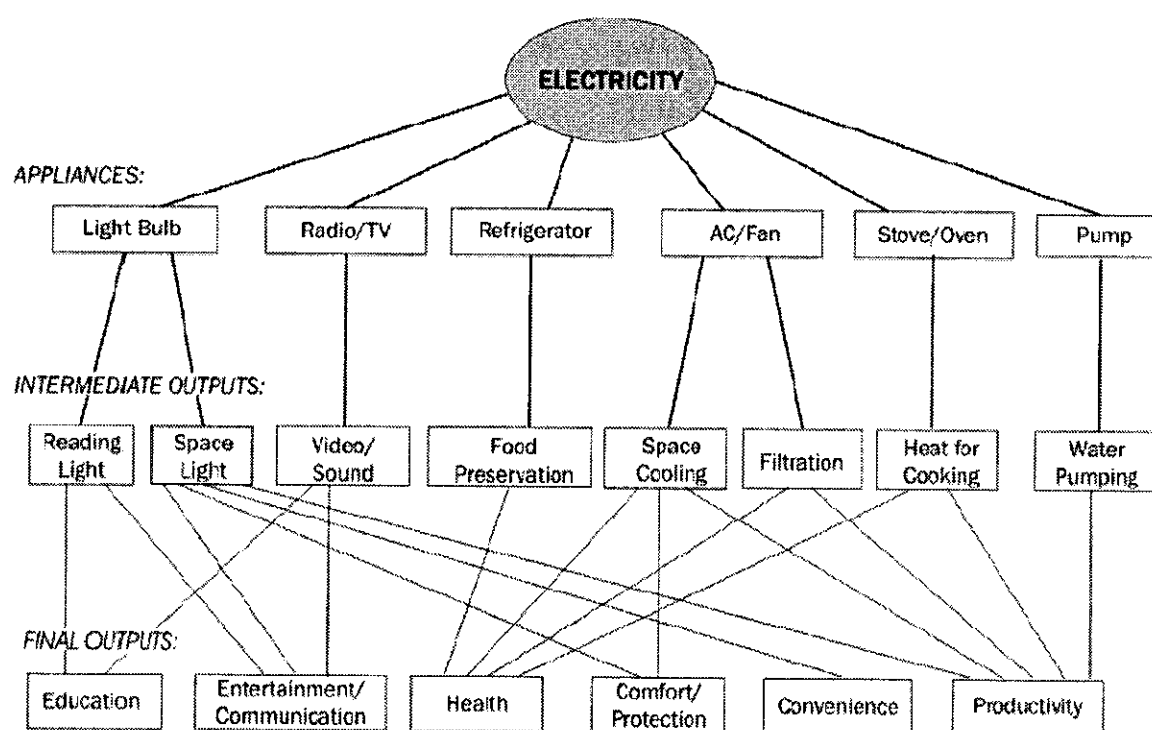 ELECTRICITY
APPLIANCES:
Light Bulb
Radio/TV
Refrigerator
AC/Fan
Stove/Oven
Pump
INTERMEDIATE OUTPUTS:
Reading
Light
Space
Light
Video/
Sound
Food
Preservation
Space
Cooling
Filtration
Heat for
Cooking
Water
Pumping
FINAL OUTPUTS:
Education
Entertainment/
Communication
Health
Comfort/
Protection
Convenience
Productivity